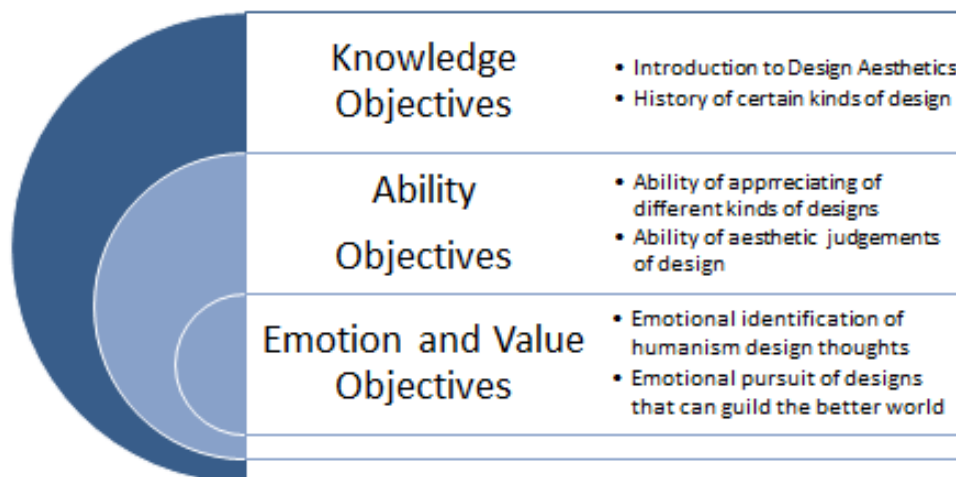 Knowledge
Objectives
• Introduction to Design Aesthetics
• History of certain kinds of design
Ability
Objectives
• Ability of apprreciating of
different kinds of designs
• Ability of aesthetic judgements
of design
Emotion and Value
Objectives
• Emotional identification of
humanism design thoughts
• Emotional pursuit of designs
that can guild the better world